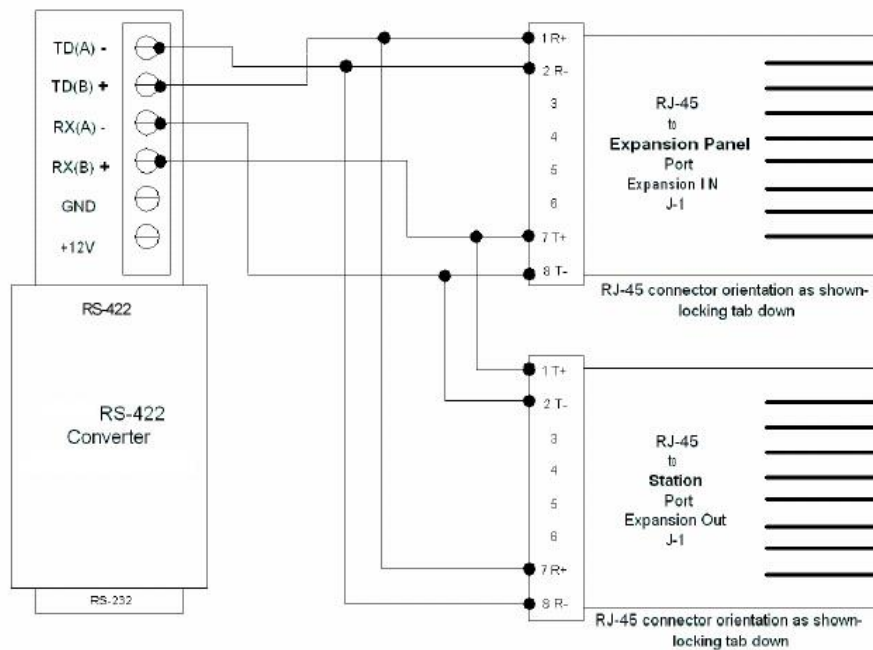 TD(A) -
TD(B) +
RX(A) -
RX(B) +
GND
+12V
RS-422
RS-422
Converter
RS-232
1 R+
2 R-
3
4
5
6
7 T+
8 T-
RJ-45
to
Expansion Panel
Port
Expansion IN
J-1
RJ-45 connector orientation as shown-
locking tab down
1 T+
2 T-
3
4
5
6
7 R+
8 R-
RJ-45
to
Station
Port
Expansion Out
J-1
RJ-45 connector orientation as shown-
locking tab down